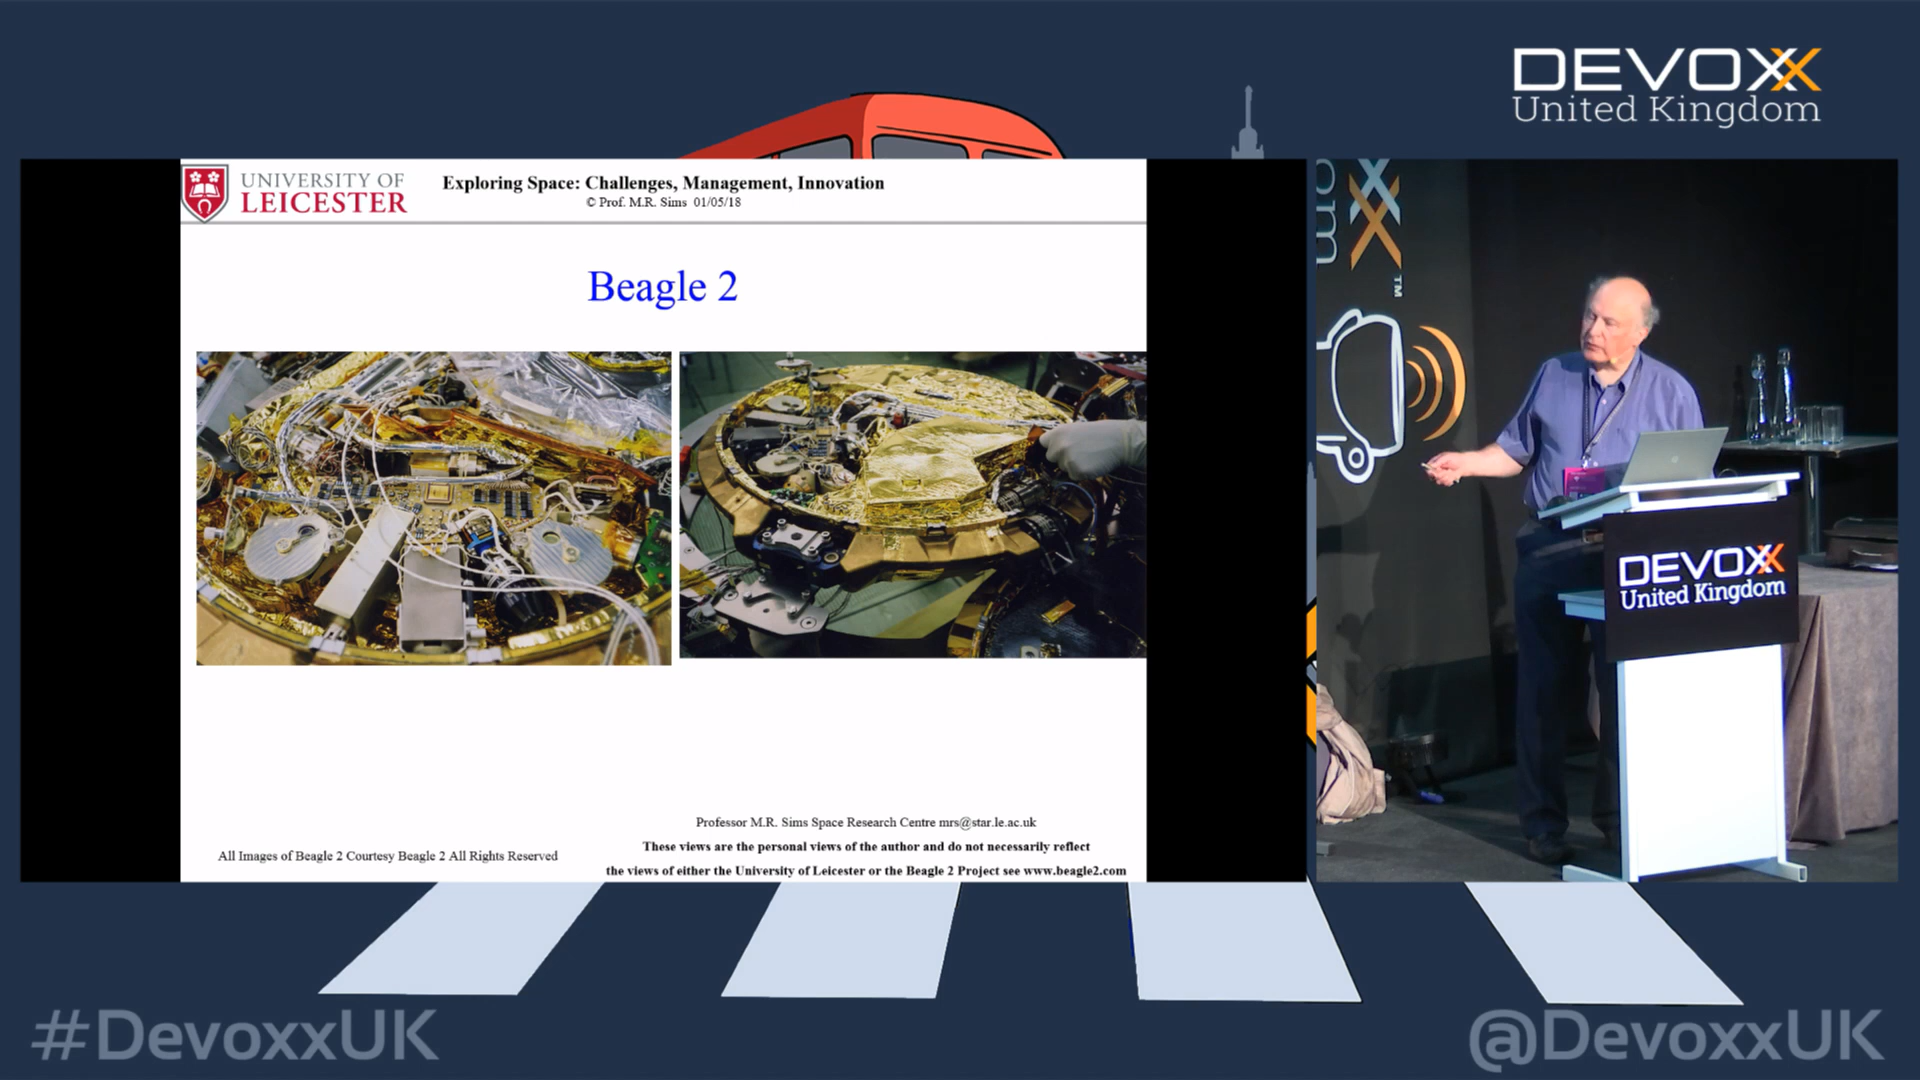 DEVOXX
United Kingdom
UNIVERSITY OF
LEICESTER
Exploring Space: Challenges, Management, Innovation
© Prof. M.R. Sims 01/05/18
Beagle 2
Professor M.R. Sims Space Research Centre mrs@star.le.ac.uk
These views are the personal views of the author and do not necessarily reflect
the views of either the University of Leicester or the Beagle 2 Project see www.beagle2.com
All Images of Beagle 2 Courtesy Beagle 2 All Rights Reserved
om
TM
DEVOXX
United Kingdom
#DevoxxUK
@DevoxxUK